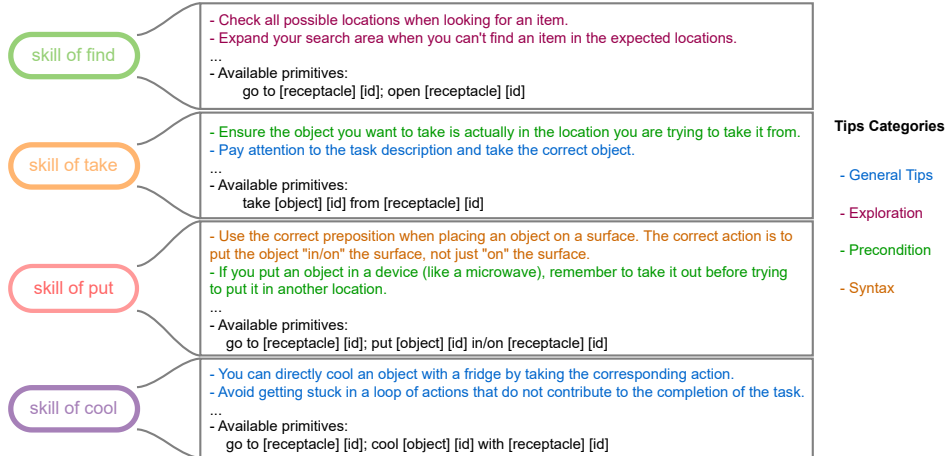 skill of find
- Check all possible locations when looking for an item.
- Expand your search area when you can't find an item in the expected locations.
...
- Available primitives:
go to [receptacle] [id]; open [receptacle] [id]
skill of take
- Ensure the object you want to take is actually in the location you are trying to take it from.
- Pay attention to the task description and take the correct object.
...
- Available primitives:
take [object] [id] from [receptacle] [id]
skill of put
- Use the correct preposition when placing an object on a surface. The correct action is to
put the object "in/on" the surface, not just "on" the surface.
- If you put an object in a device (like a microwave), remember to take it out before trying
to put it in another location.
...
- Available primitives:
go to [receptacle] [id]; put [object] [id] in/on [receptacle] [id]
skill of cool
- You can directly cool an object with a fridge by taking the corresponding action.
- Avoid getting stuck in a loop of actions that do not contribute to the completion of the task.
...
- Available primitives:
go to [receptacle] [id]; cool [object] [id] with [receptacle] [id]
Tips Categories
- General Tips
- Exploration
- Precondition
- Syntax